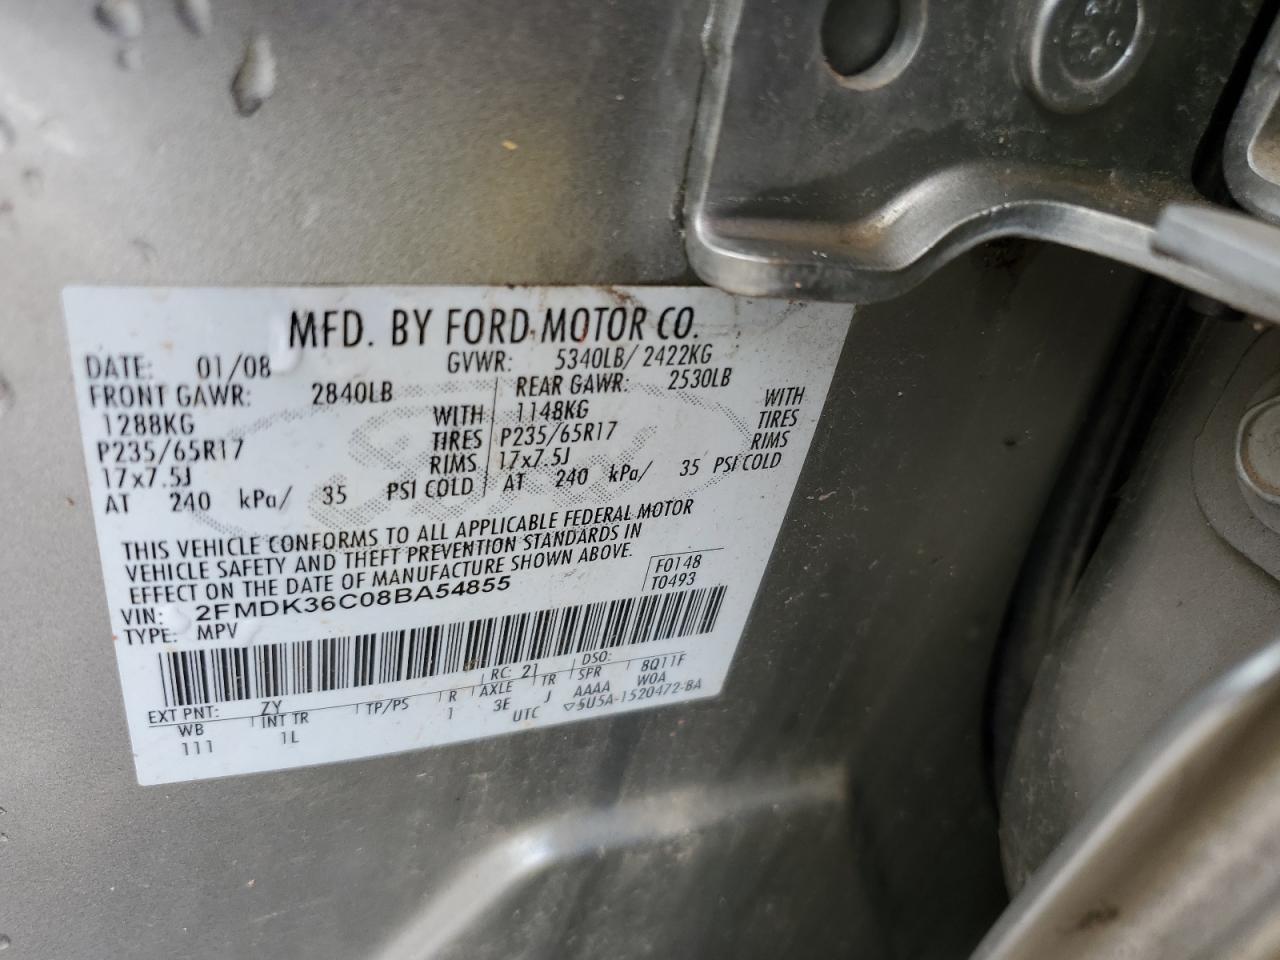 MFD. BY FORD MOTOR CO.
DATE: 01/08 GVWR: 5340LB/ 2422KG
FRONT GAWR: 2840LB REAR GAWR: 2530LB
1288KG WITH 1148KG WITH
P235/65R17 TIRES P235/65R17 TIRES
17x7.5J RIMS 17x7.5J RIMS
AT 240 kPa/ 35 PSI COLD AT 240 kPa/ 35 PSI COLD
THIS VEHICLE CONFORMS TO ALL APPLICABLE FEDERAL MOTOR
VEHICLE SAFETY AND THEFT PREVENTION STANDARDS IN
EFFECT ON THE DATE OF MANUFACTURE SHOWN ABOVE.
F0148
VIN: 2FMDK36C08BA54855 T0493
TYPE: MPV
EXT PNT: ZY RC: 21 DSO: 8Q11F
WB INT TR TP/PS R AXLE TR SPR W0A
111 1L 1 3E J AAAA
UTC ▽5U5A-1520472-BA